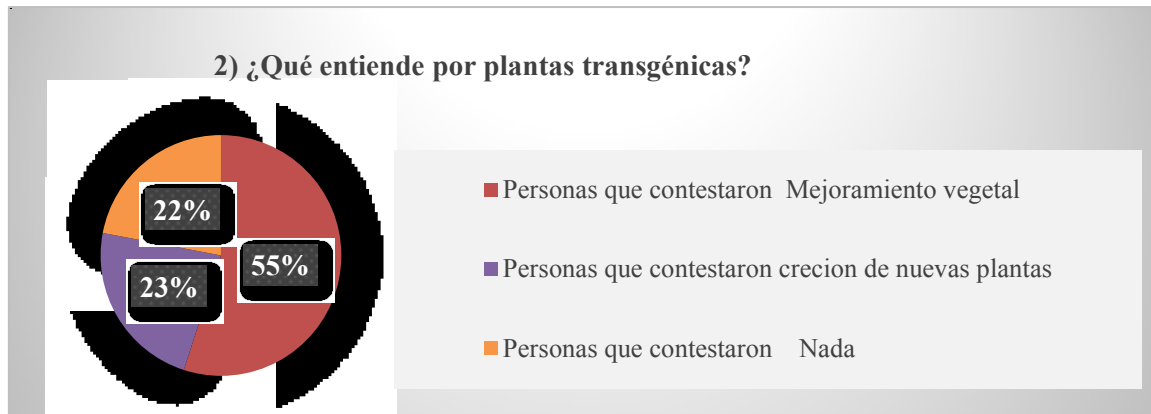 2) ¿Qué entiende por plantas transgénicas?
22%
55%
23%
Personas que contestaron Mejoramiento vegetal
Personas que contestaron crecion de nuevas plantas
Personas que contestaron Nada